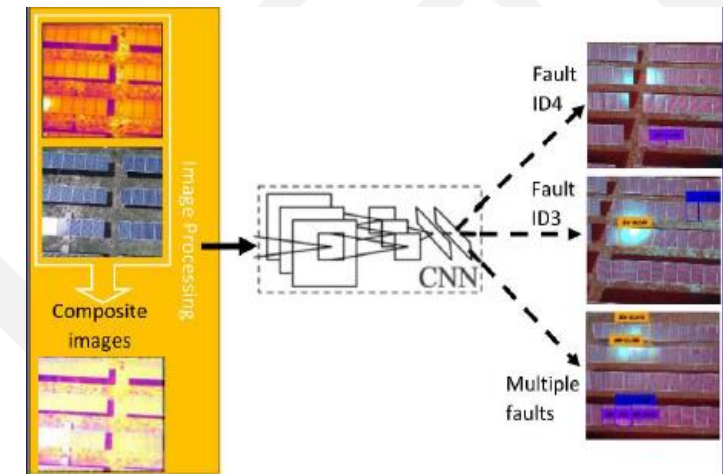 Image Processing
Composite
images
CNN
Fault
ID4
Fault
ID3
Multiple
faults